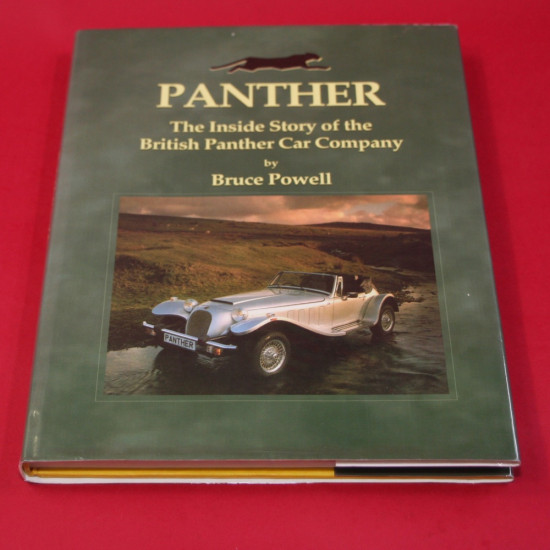 PANTHER
The Inside Story of the
British Panther Car Company
by
Bruce Powell
PANTHER